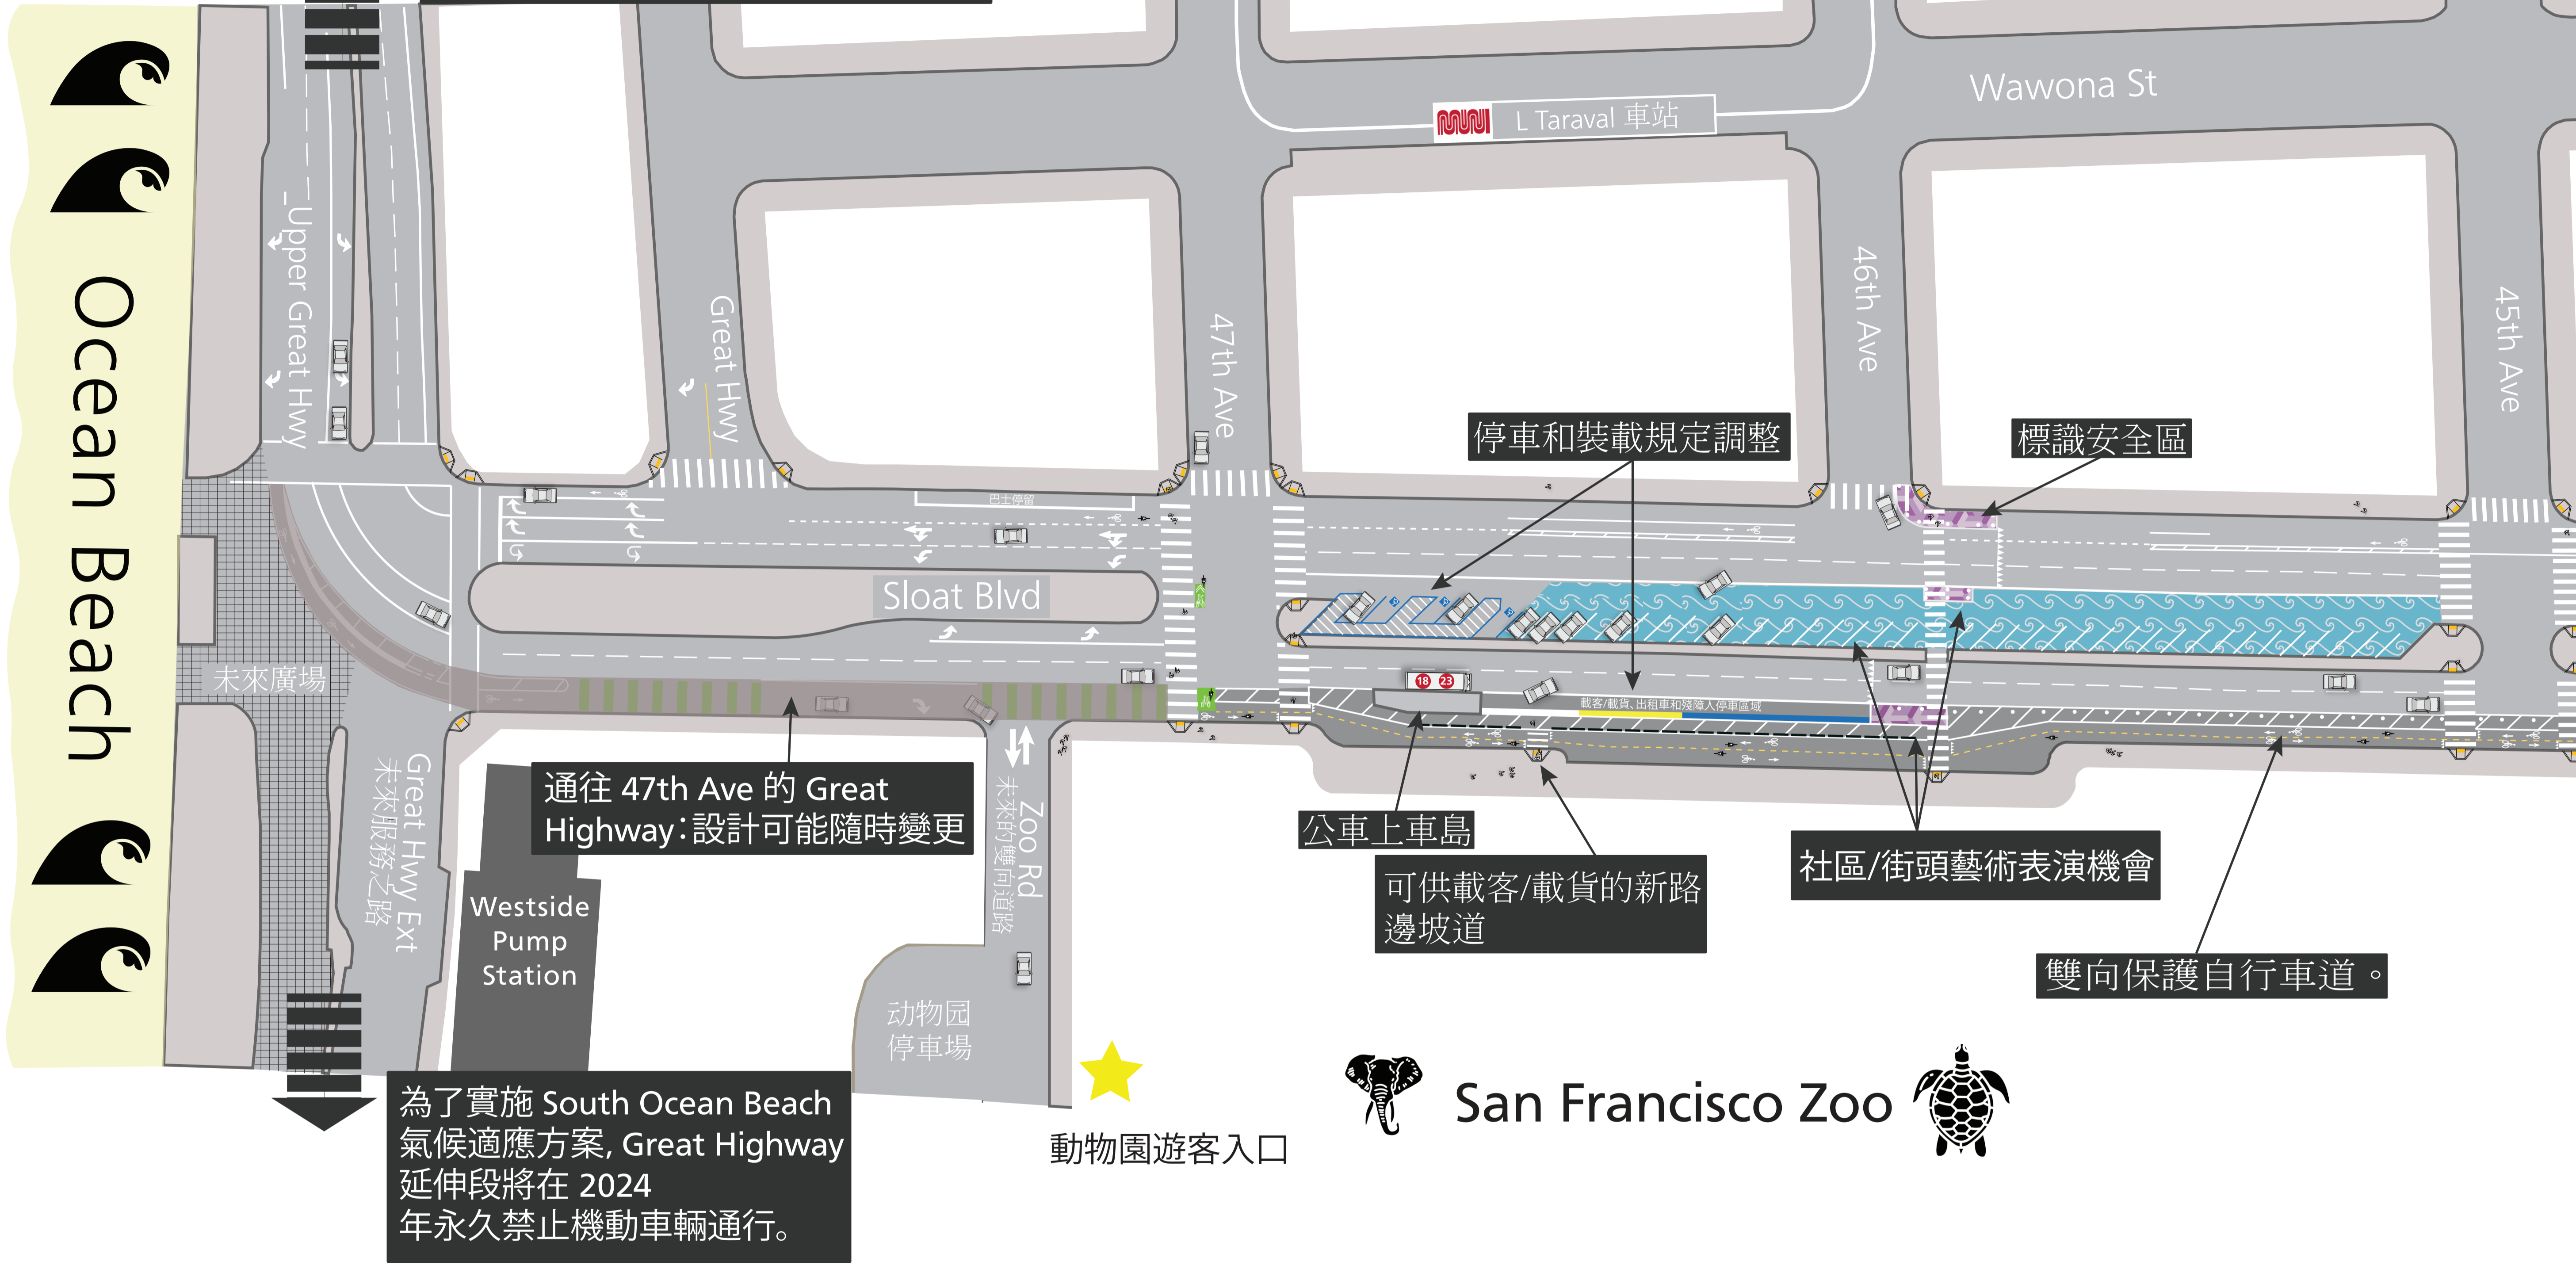 Wawona St
L Taraval 車站
Ocean Beach
Upper Great Hwy
Great Hwy
47th Ave
46th Ave
45th Ave
停車和裝載規定調整
標識安全區
巴士停留
Sloat Blvd
未來廣場
18 23
載客/載貨、出租車和殘障人停車區域
通往 47th Ave 的 Great
Highway：設計可能隨時變更
公車上車島
可供載客/載貨的新路
邊坡道
社區/街頭藝術表演機會
雙向保護自行車道。
Great Hwy Ext
未來服務之路
Westside
Pump
Station
Zoo Rd
未來的雙向道路
动物园
停車場
動物園遊客入口
San Francisco Zoo
為了實施 South Ocean Beach
氣候適應方案, Great Highway
延伸段將在 2024
年永久禁止機動車輛通行。